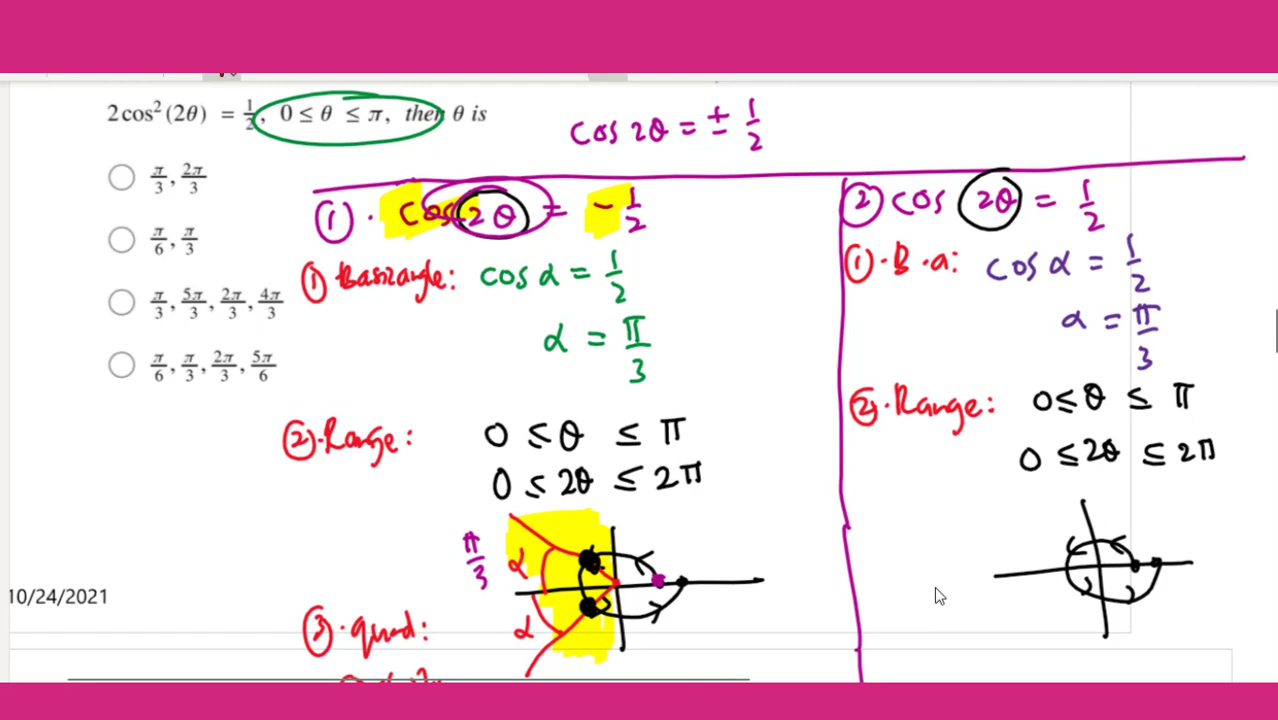 2cos²(2θ) = 1/2, 0 ≤ θ ≤ π, then θ is
cos 2θ = ± 1/2
π/3, 2π/3
π/6, π/3
π/3, 5π/3, 2π/3, 4π/3
π/6, π/3, 2π/3, 5π/6
① · cos 2θ = - 1/2
① Basic angle: cos α = 1/2
α = π/3
② · Range: 0 ≤ θ ≤ π
0 ≤ 2θ ≤ 2π
π/3 α
α
③ · quad:
② cos 2θ = 1/2
① · B · a: cos α = 1/2
α = π/3
② · Range: 0 ≤ θ ≤ π
0 ≤ 2θ ≤ 2π
10/24/2021